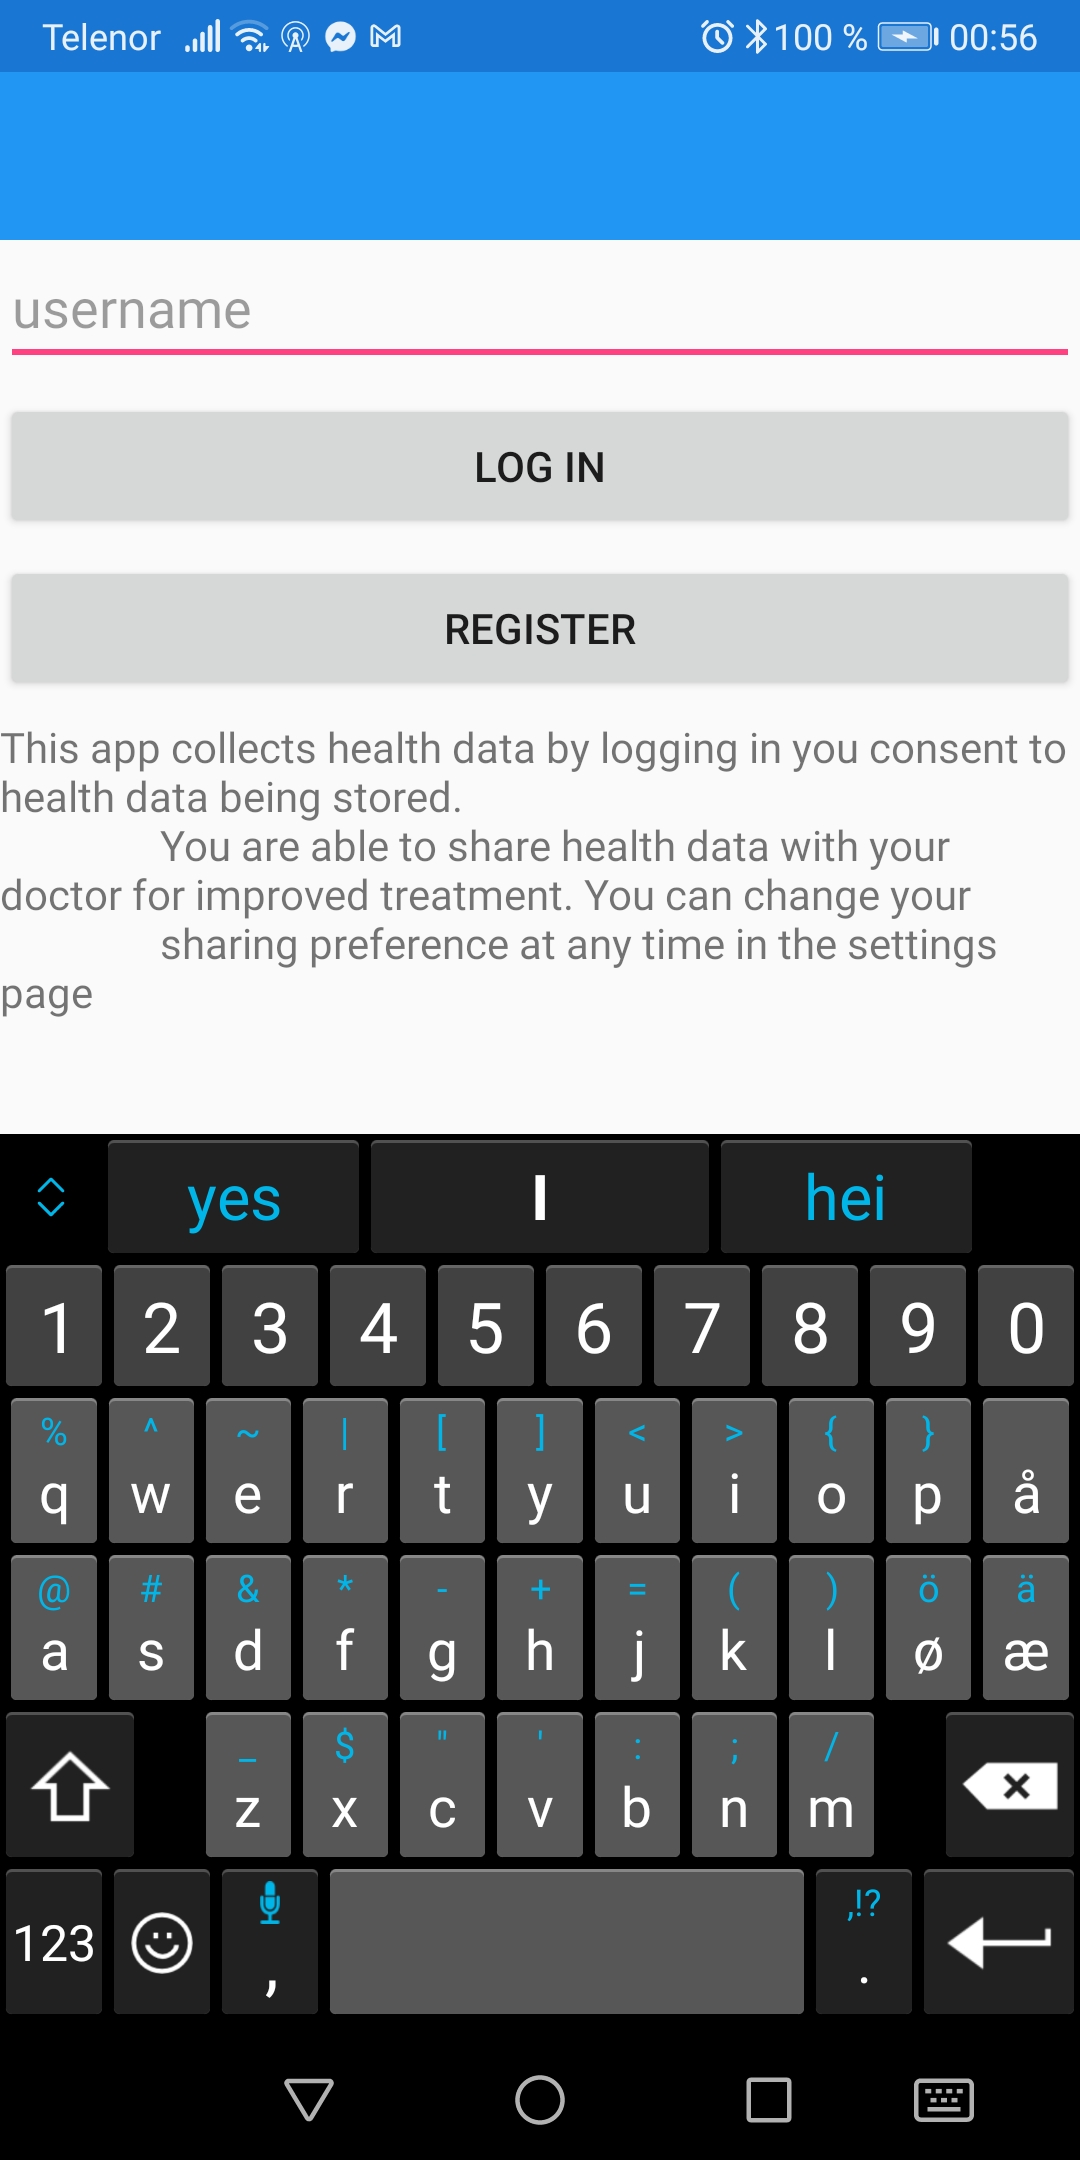 Telenor 100 % 00:56
username
LOG IN
REGISTER
This app collects health data by logging in you consent to
health data being stored.
You are able to share health data with your
doctor for improved treatment. You can change your
sharing preference at any time in the settings
page
yes I hei
1 2 3 4 5 6 7 8 9 0
% ^ ~ | [ ] < > { }
q w e r t y u i o p å
@ # & * - + = ( ) ö ä
a s d f g h j k l ø æ
_ $ " ' : ; /
z x c v b n m
,!?
123 , .